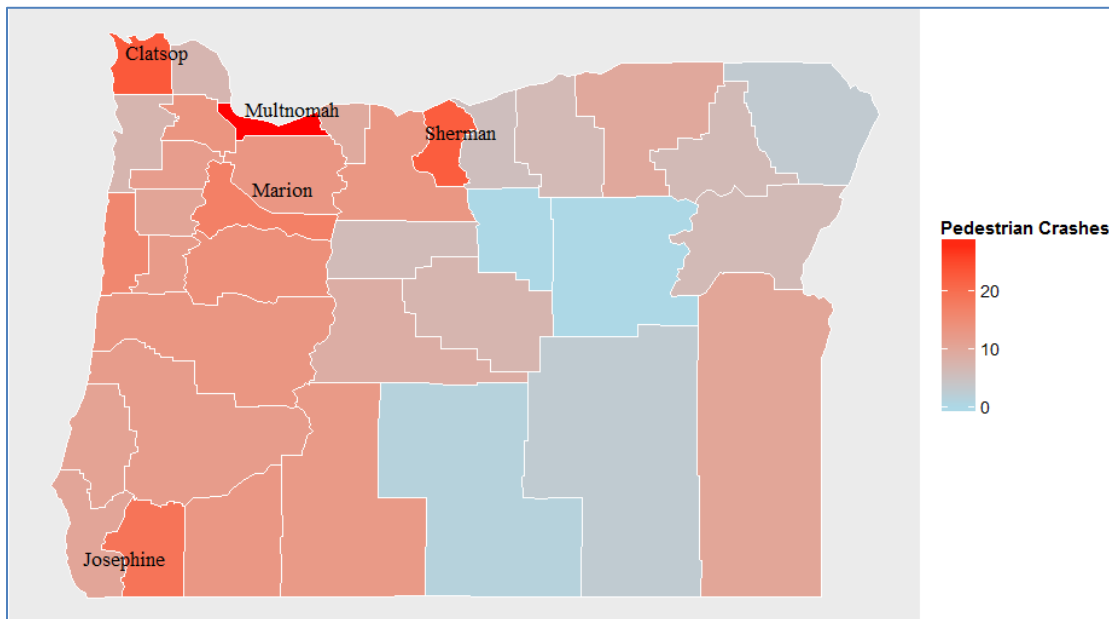 Clatsop
Multnomah
Sherman
Marion
Josephine
Pedestrian Crashes
20
10
0